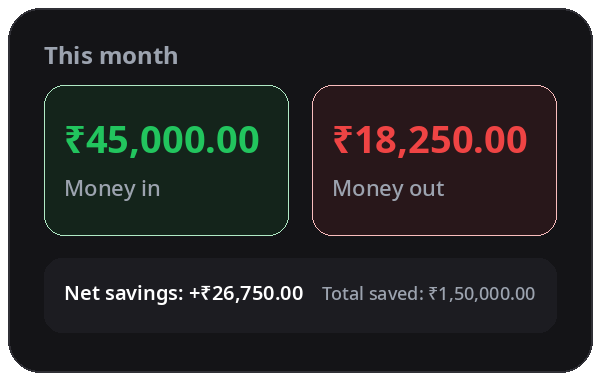 This month
₹45,000.00
Money in
₹18,250.00
Money out
Net savings: +₹26,750.00
Total saved: ₹1,50,000.00